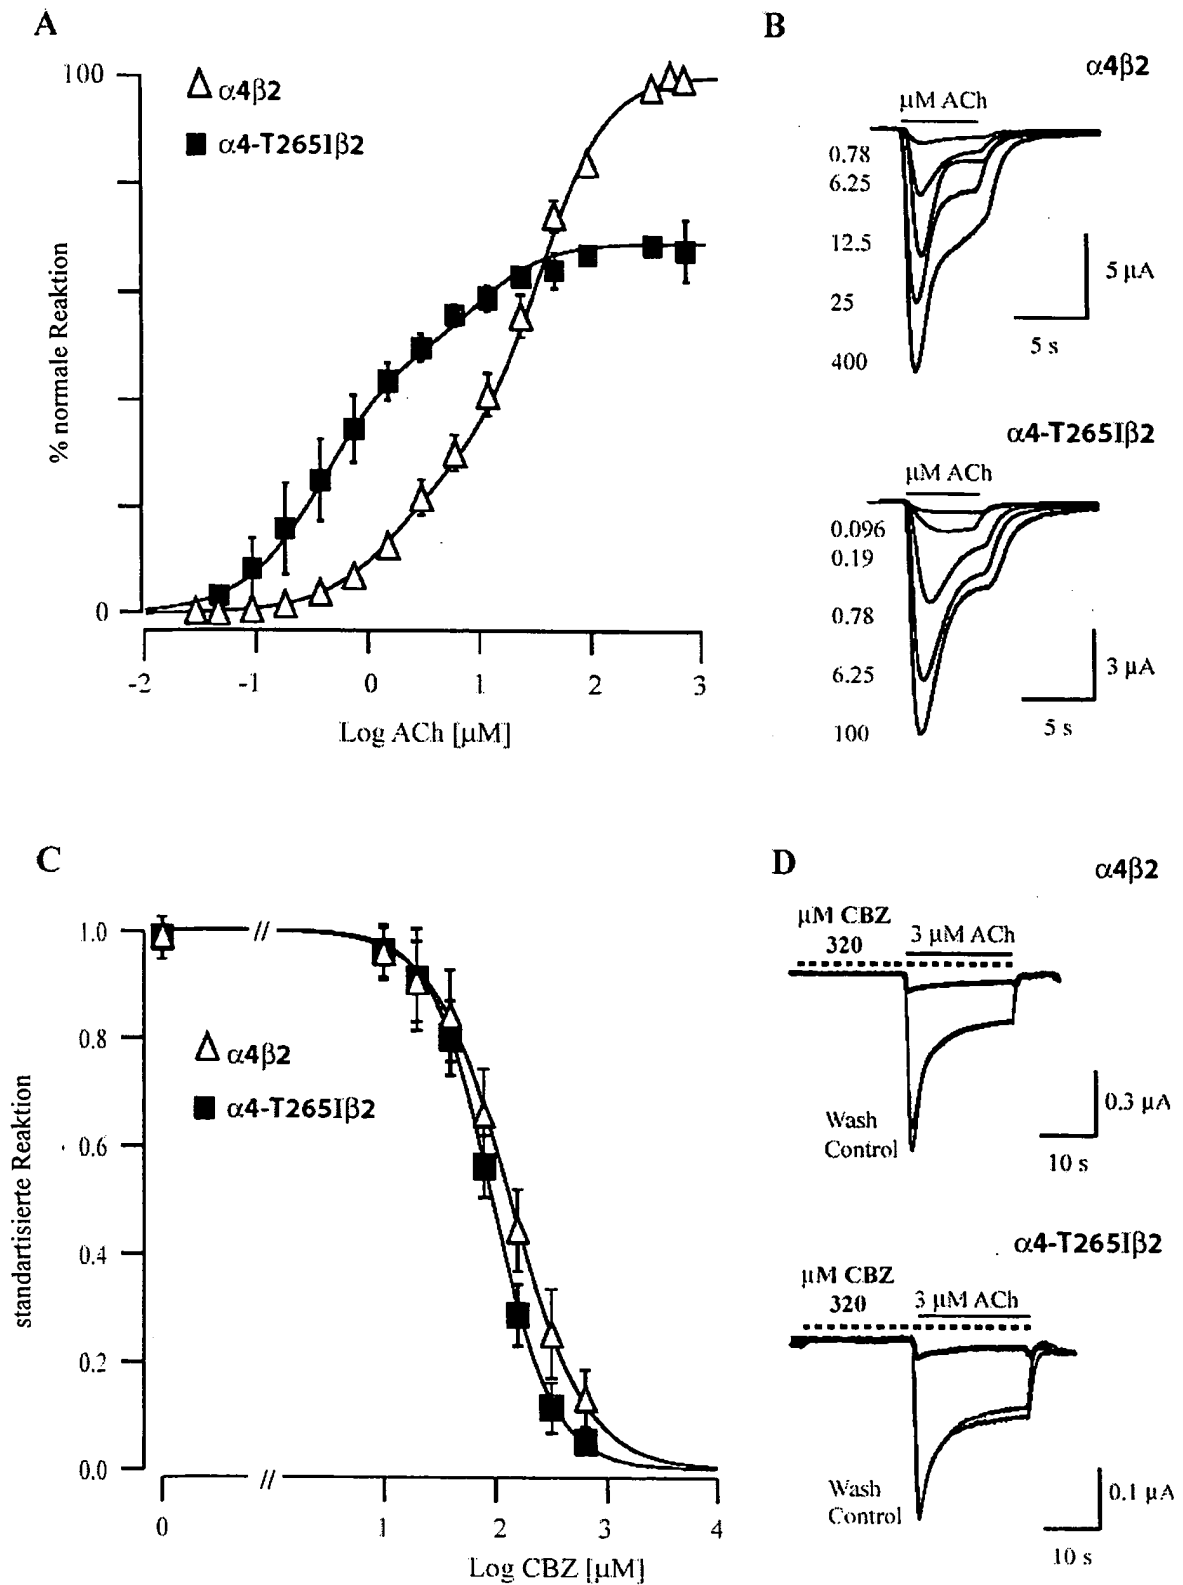 A
100
α4β2
α4-T265Iβ2
% normale Reaktion
0
-2 -1 0 1 2 3
Log ACh [µM]
B
α4β2
µM ACh
0.78
6.25
12.5
25
400
5 µA
5 s
α4-T265Iβ2
µM ACh
0.096
0.19
0.78
6.25
100
3 µA
5 s
C
1.0
0.8
0.6
0.4
0.2
0.0
α4β2
α4-T265Iβ2
standartisierte Reaktion
//
//
0 1 2 3 4
Log CBZ [µM]
D
α4β2
µM CBZ
320
3 µM ACh
Wash
Control
0.3 µA
10 s
α4-T265Iβ2
µM CBZ
320
3 µM ACh
Wash
Control
0.1 µA
10 s